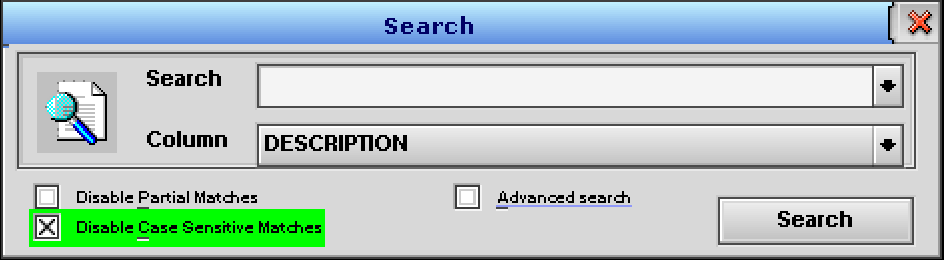 Search
Search
Column DESCRIPTION
Disable Partial Matches Advanced search
Disable Case Sensitive Matches
Search